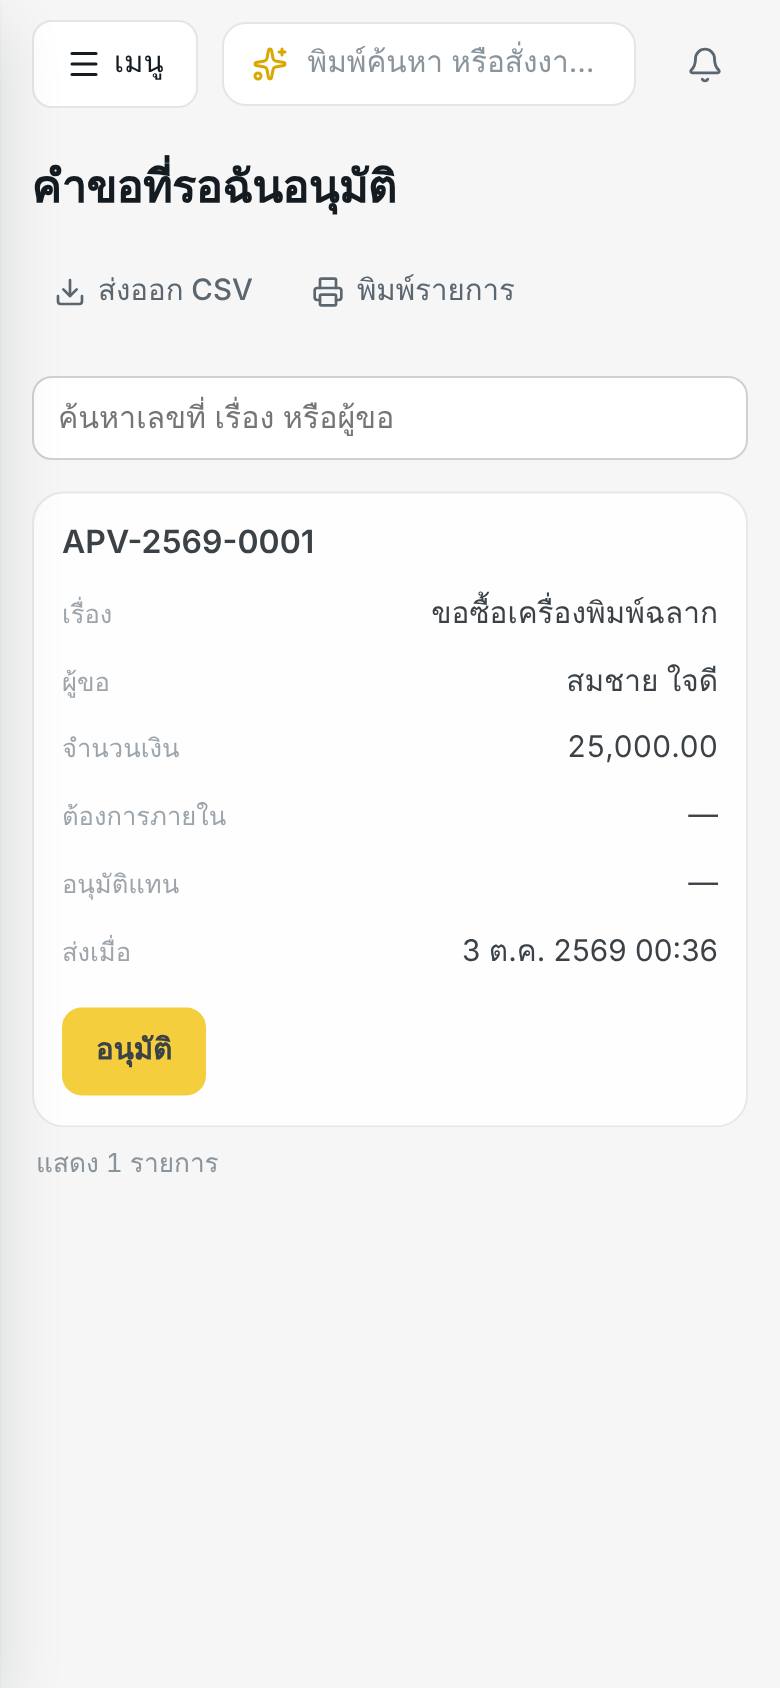 เมนู
พิมพ์ค้นหา หรือสั่งงา...
คำขอที่รอฉันอนุมัติ
ส่งออก CSV
พิมพ์รายการ
ค้นหาเลขที่ เรื่อง หรือผู้ขอ
APV-2569-0001
เรื่อง ขอซื้อเครื่องพิมพ์ฉลาก
ผู้ขอ สมชาย ใจดี
จำนวนเงิน 25,000.00
ต้องการภายใน —
อนุมัติแทน —
ส่งเมื่อ 3 ต.ค. 2569 00:36
อนุมัติ
แสดง 1 รายการ